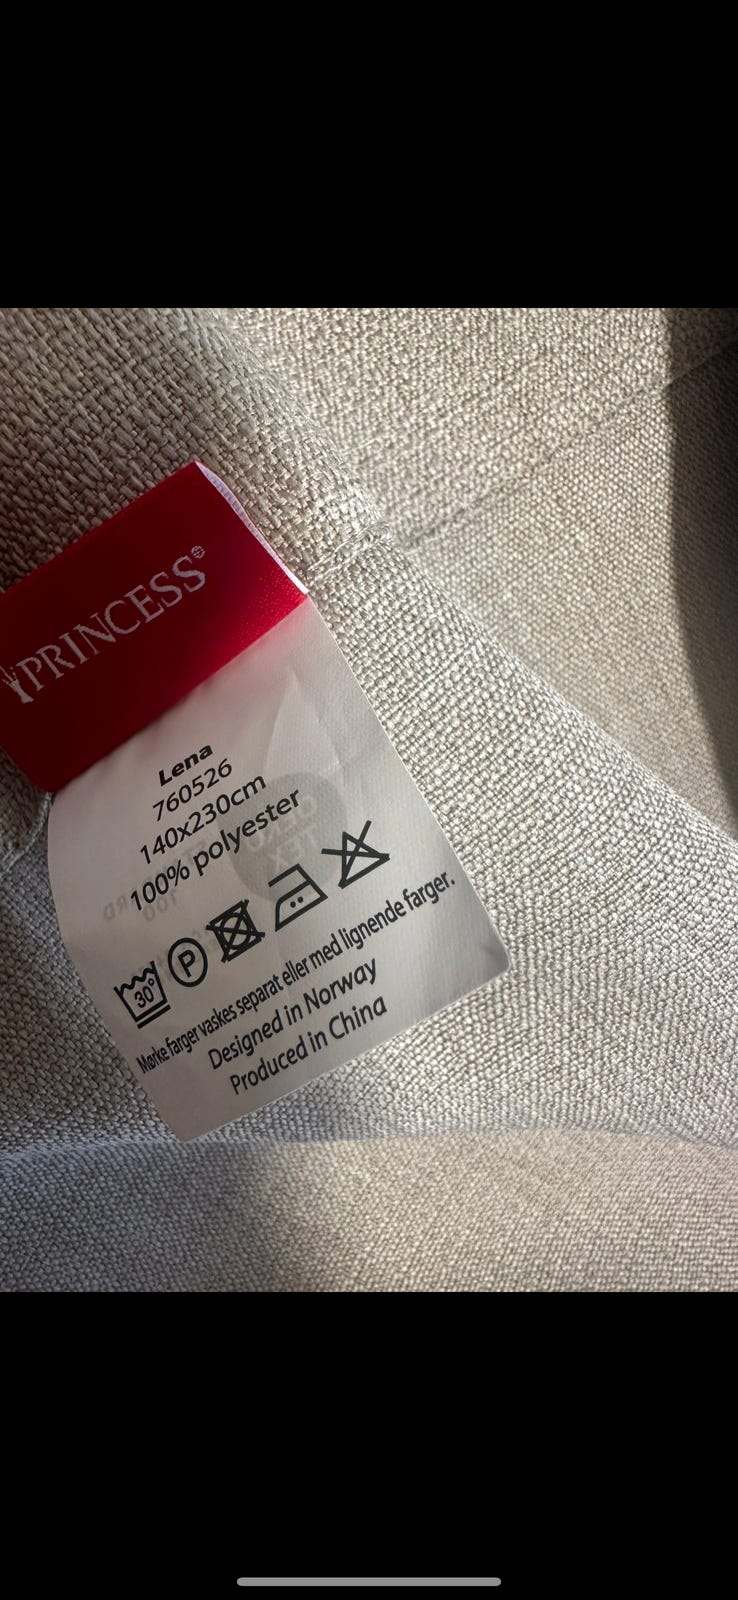 PRINCESS®
Lena
760526
140x230cm
100% polyester
30°
P
Mørke farger vaskes separat eller med lignende farger.
Designed in Norway
Produced in China